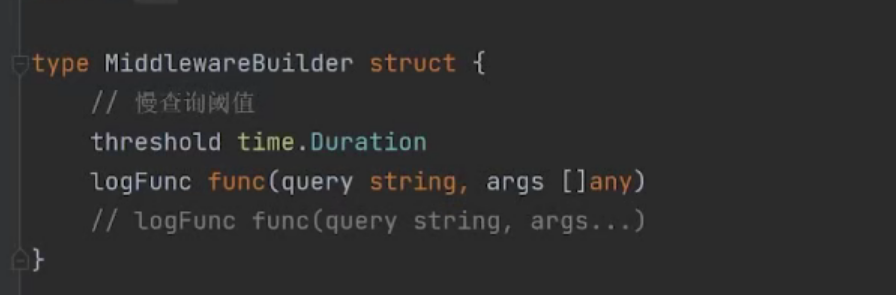 type MiddlewareBuilder struct {
// 慢查询阈值
threshold time.Duration
logFunc func(query string, args []any)
// logFunc func(query string, args...)
}